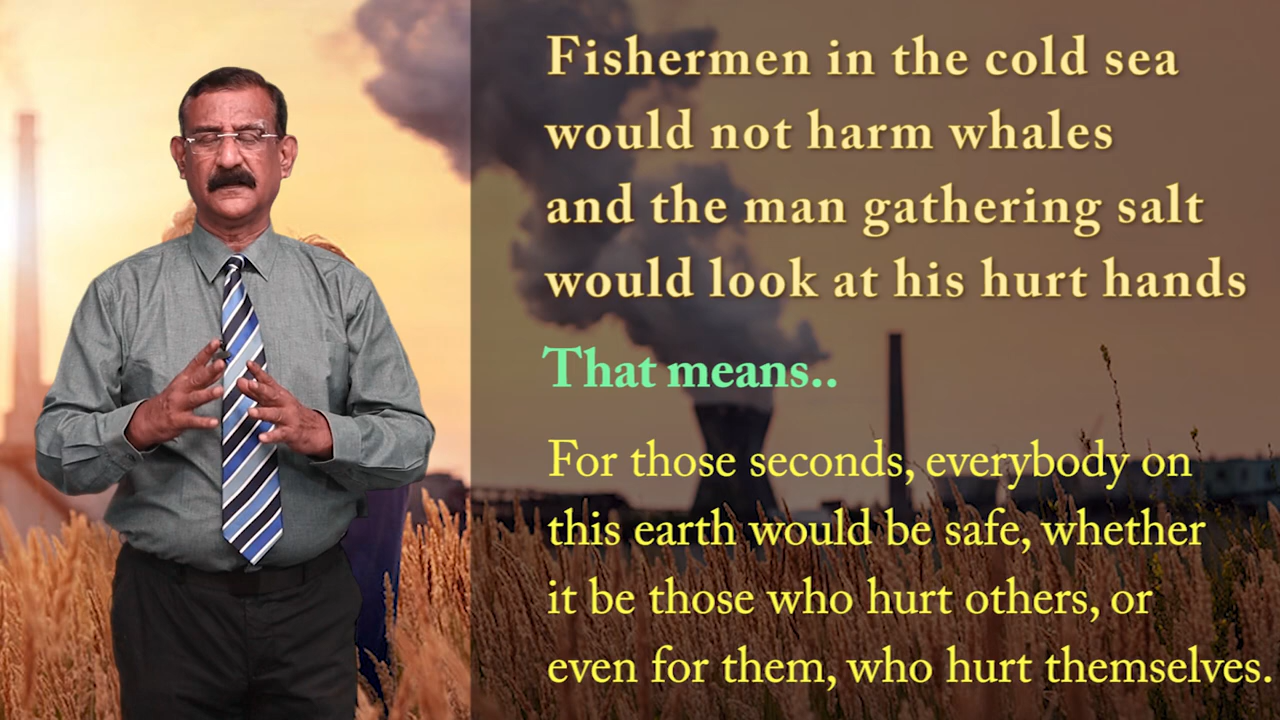 Fishermen in the cold sea
would not harm whales
and the man gathering salt
would look at his hurt hands
That means..
For those seconds, everybody on
this earth would be safe, whether
it be those who hurt others, or
even for them, who hurt themselves.